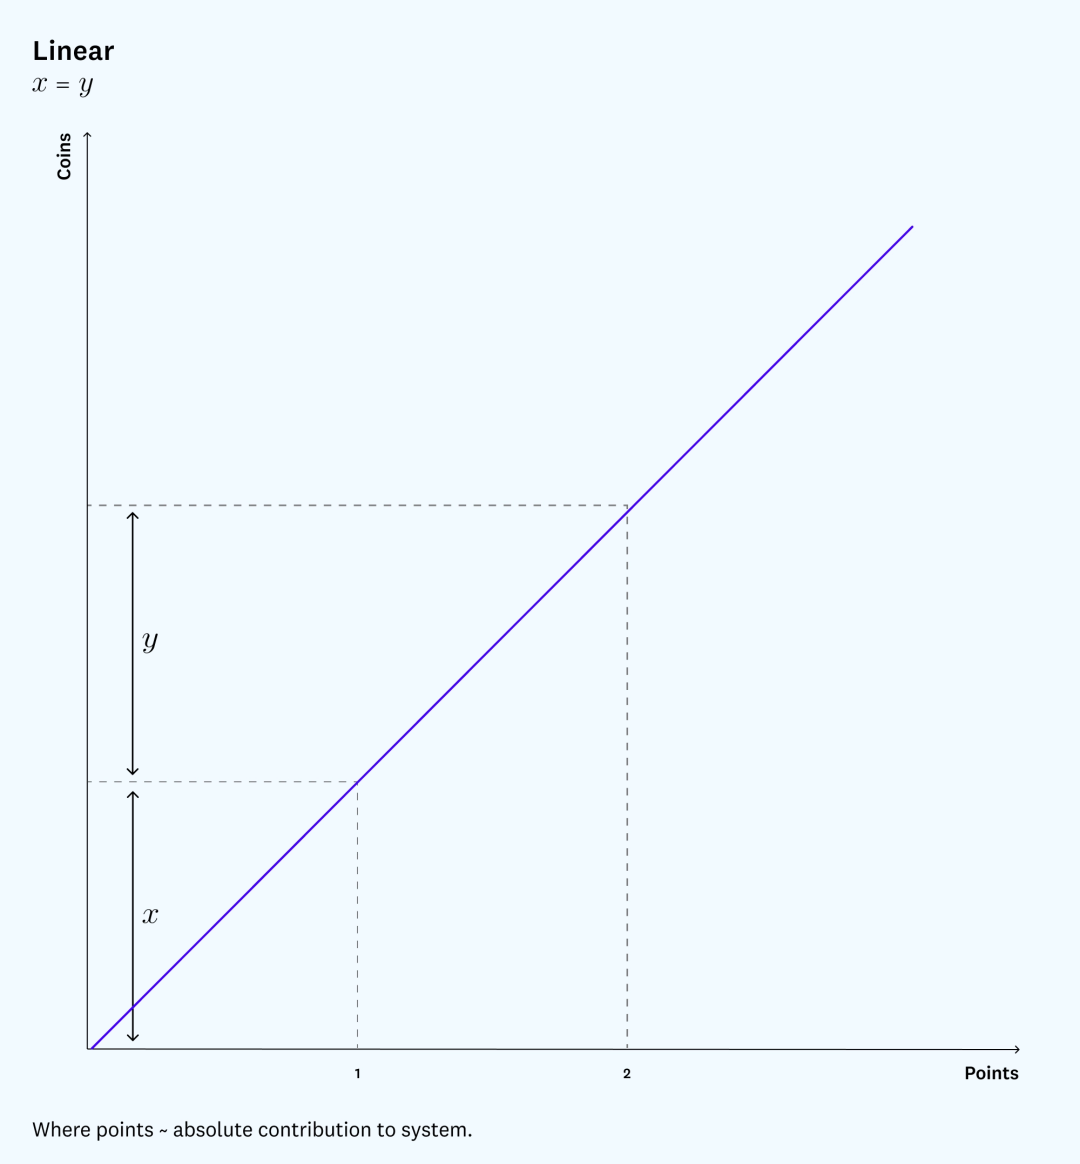 Linear
x = y
Coins
y
x
1
2
Points
Where points ~ absolute contribution to system.